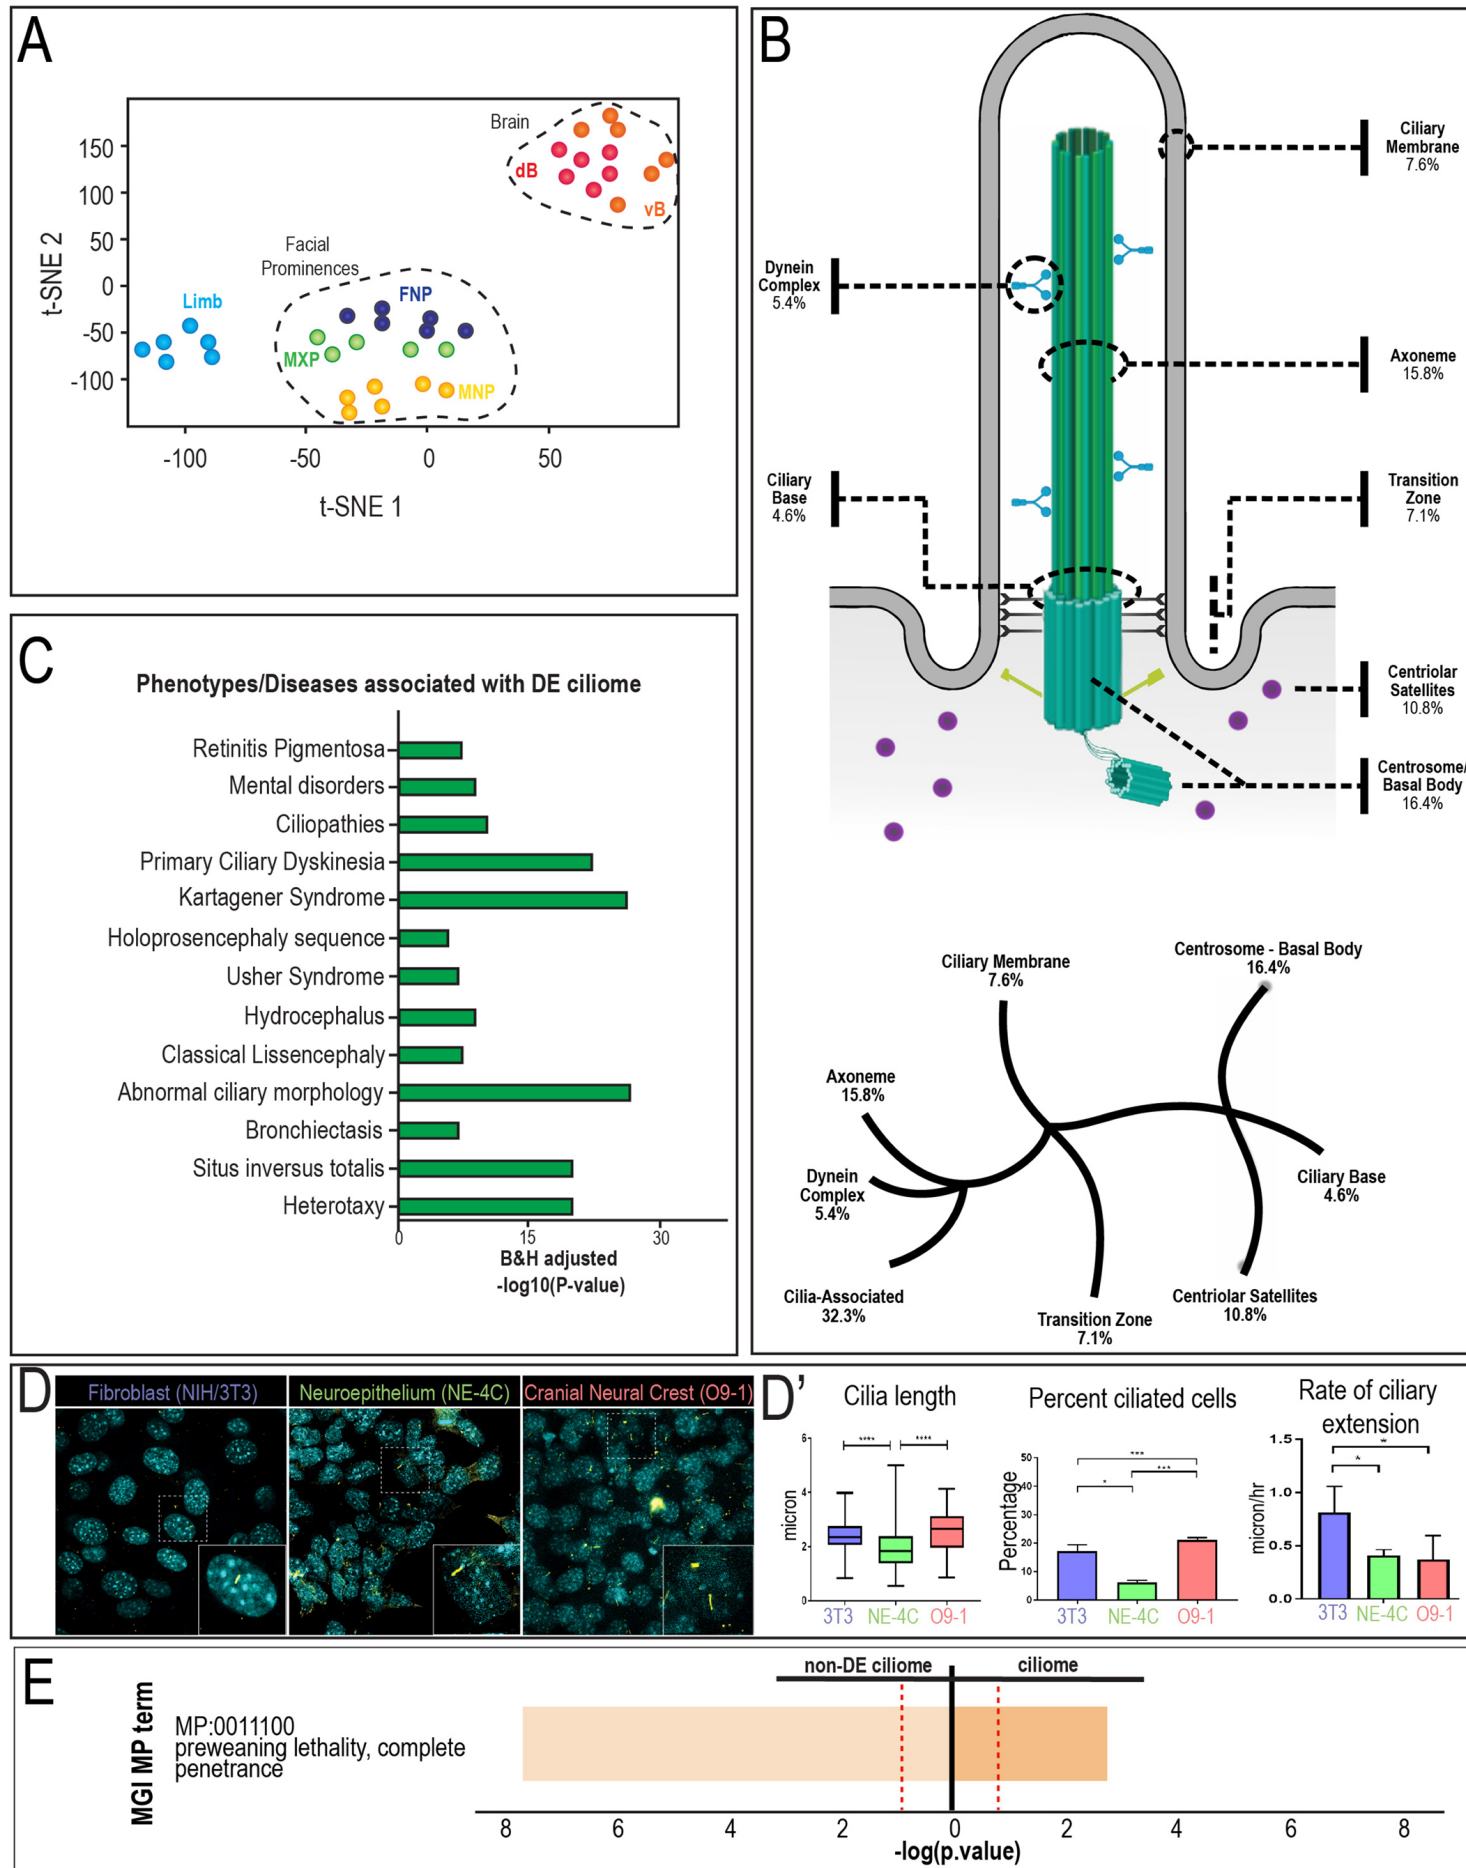 A
Brain
dB
vB
Facial
Prominences
FNP
Limb
MXP
MNP
150
100
50
0
-50
-100
t-SNE 2
-100
-50
0
50
t-SNE 1
B
Ciliary
Membrane
7.6%
Dynein
Complex
5.4%
Axoneme
15.8%
Ciliary
Base
4.6%
Transition
Zone
7.1%
Centriolar
Satellites
10.8%
Centrosome/
Basal Body
16.4%
Ciliary Membrane
7.6%
Centrosome - Basal Body
16.4%
Axoneme
15.8%
Dynein
Complex
5.4%
Ciliary Base
4.6%
Cilia-Associated
32.3%
Transition Zone
7.1%
Centriolar Satellites
10.8%
C
Phenotypes/Diseases associated with DE ciliome
Retinitis Pigmentosa
Mental disorders
Ciliopathies
Primary Ciliary Dyskinesia
Kartagener Syndrome
Holoprosencephaly sequence
Usher Syndrome
Hydrocephalus
Classical Lissencephaly
Abnormal ciliary morphology
Bronchiectasis
Situs inversus totalis
Heterotaxy
0
15
30
B&H adjusted
-log10(P-value)
D
Fibroblast (NIH/3T3)
Neuroepithelium (NE-4C)
Cranial Neural Crest (O9-1)
D'
Cilia length
6
4
2
0
micron
****
****
3T3
NE-4C
O9-1
Percent ciliated cells
50
40
30
20
10
0
Percentage
***
***
*
3T3
NE-4C
O9-1
Rate of ciliary
extension
1.5
1.0
0.5
0.0
micron/hr
*
*
3T3
NE-4C
O9-1
E
non-DE ciliome
ciliome
MGI MP term
MP:0011100
preweaning lethality, complete
penetrance
8
6
4
2
0
2
4
6
8
-log(p.value)